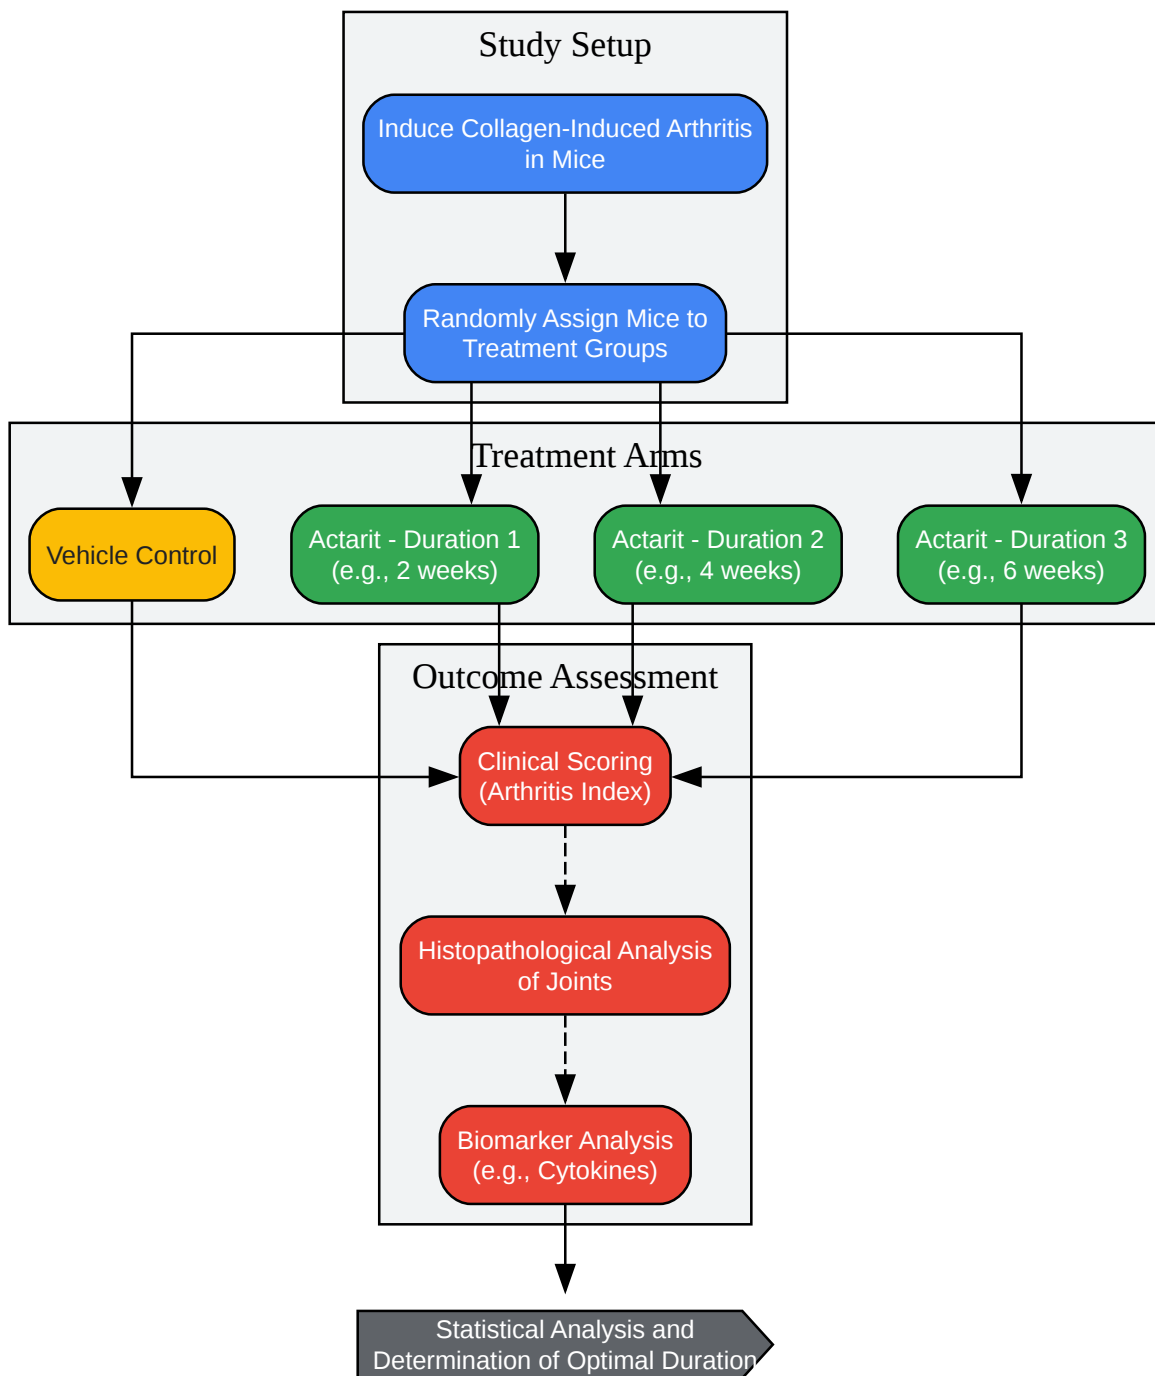 Study Setup
Induce Collagen-Induced Arthritis
in Mice
Randomly Assign Mice to
Treatment Groups
Treatment Arms
Vehicle Control
Actarit - Duration 1
(e.g., 2 weeks)
Actarit - Duration 2
(e.g., 4 weeks)
Actarit - Duration 3
(e.g., 6 weeks)
Outcome Assessment
Clinical Scoring
(Arthritis Index)
Histopathological Analysis
of Joints
Biomarker Analysis
(e.g., Cytokines)
Statistical Analysis and
Determination of Optimal Duration